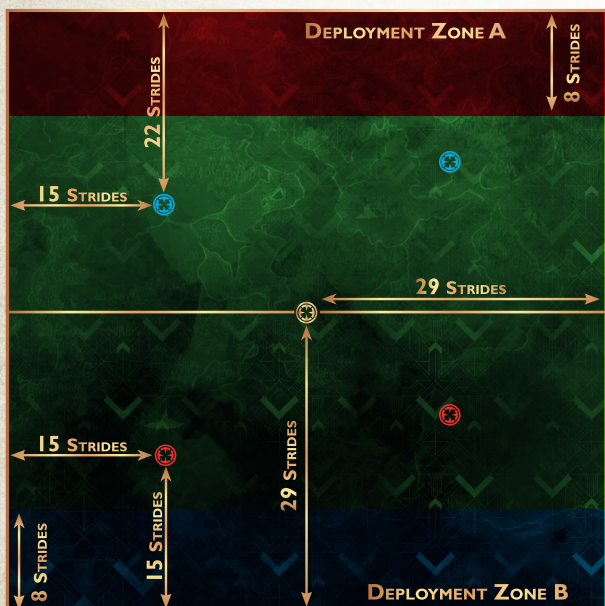 Deployment Zone A
8 Strides
22 Strides
15 Strides
29 Strides
15 Strides
29 Strides
15 Strides
8 Strides
Deployment Zone B